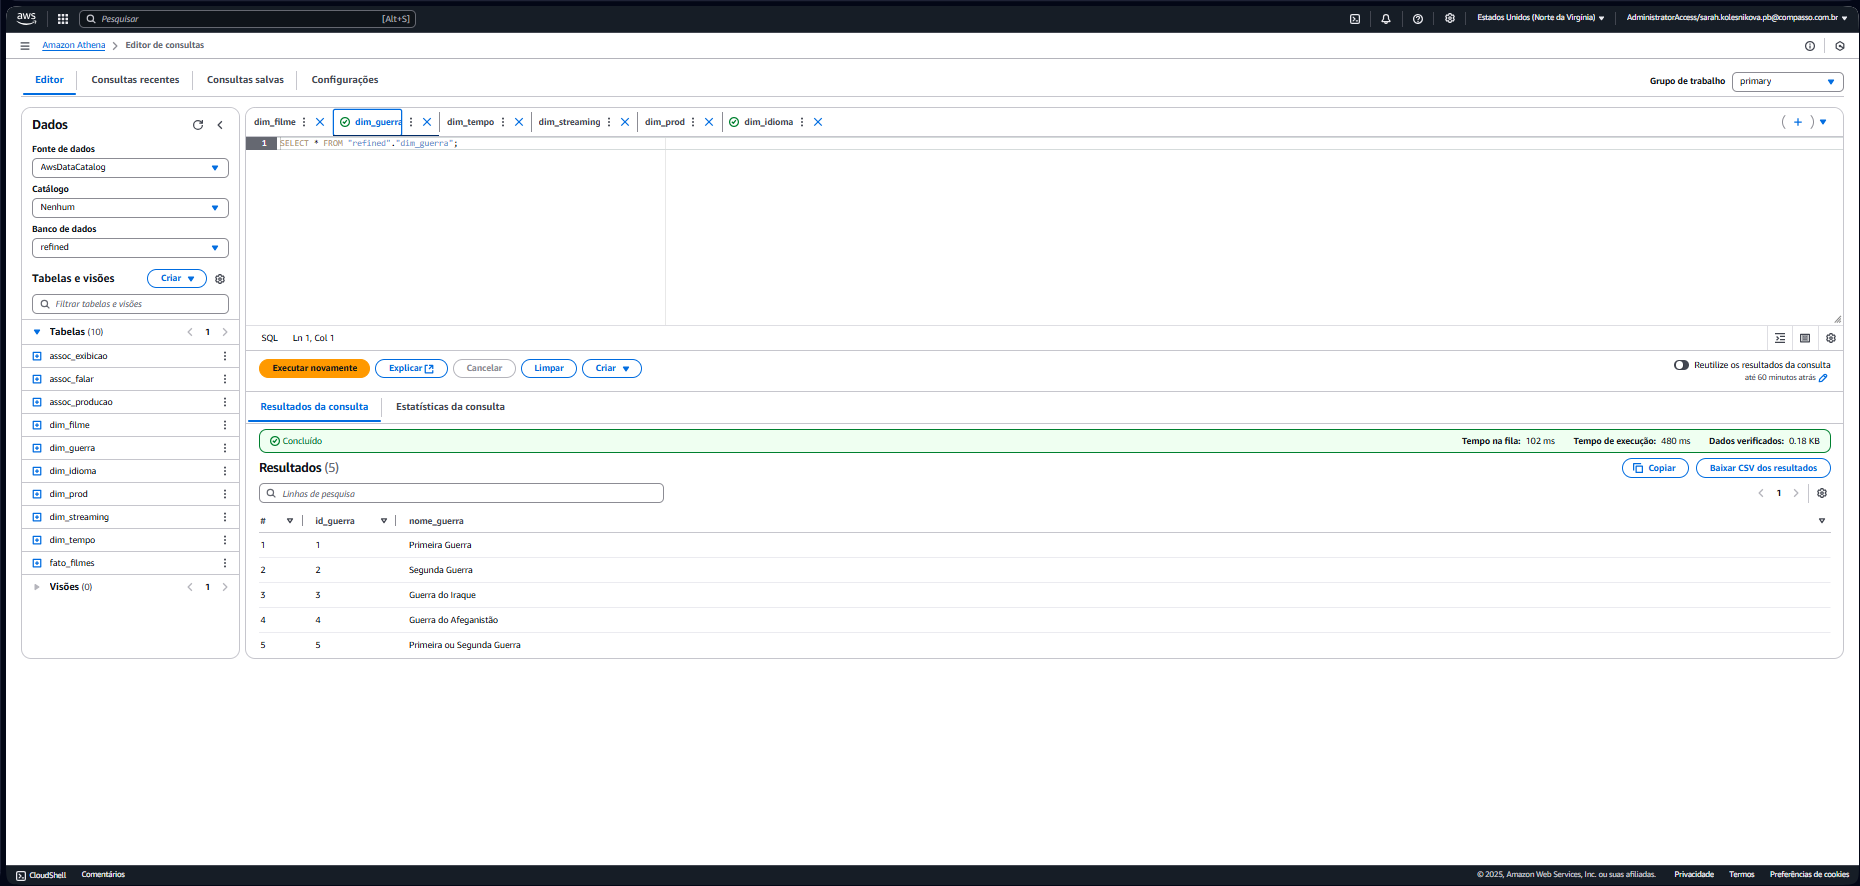 aws Pesquisar [Alt+S] Estados Unidos (Norte da Virgínia) AdministratorAccess/sarah.kolesnikova.pb@compasso.com.br
Amazon Athena Editor de consultas
Editor Consultas recentes Consultas salvas Configurações Grupo de trabalho primary
Dados
Fonte de dados
AwsDataCatalog
Catálogo
Nenhum
Banco de dados
refined
Tabelas e visões Criar
Filtrar tabelas e visões
Tabelas (10) 1
assoc_exibicao
assoc_falar
assoc_producao
dim_filme
dim_guerra
dim_idioma
dim_prod
dim_streaming
dim_tempo
fato_filmes
Visões (0) 1
dim_filme dim_guerra dim_tempo dim_streaming dim_prod dim_idioma
1 SELECT * FROM "refined"."dim_guerra";
SQL Ln 1, Col 1
Executar novamente Explicar Cancelar Limpar Criar Reutilize os resultados da consulta
até 60 minutos atrás
Resultados da consulta Estatísticas da consulta
Concluído Tempo na fila: 102 ms Tempo de execução: 480 ms Dados verificados: 0.18 KB
Resultados (5) Copiar Baixar CSV dos resultados
Linhas de pesquisa 1
# id_guerra nome_guerra
1 1 Primeira Guerra
2 2 Segunda Guerra
3 3 Guerra do Iraque
4 4 Guerra do Afeganistão
5 5 Primeira ou Segunda Guerra
CloudShell Comentários © 2025, Amazon Web Services, Inc. ou suas afiliadas. Privacidade Termos Preferências de cookies